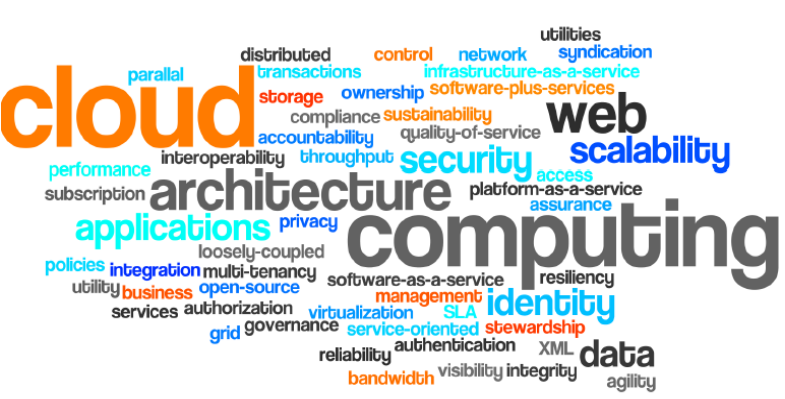 utilities
distributed control network syndication
parallal transactions infrastructure-as-a-service
cloud storage ownership software-plus-services
compliance sustainability web
accountability quality-of-service
interoperability throughput security scalability
performance access
subscription architecture platform-as-a-service
assurance
applications privacy computing
loosely-coupled
policies integration multi-tenancy
software-as-a-service resiliency
utility business open-source
management identity
services authorization virtualization SLA
grid governance service-oriented stewardship
reliability authentication XML data
bandwidth visibility integrity agility